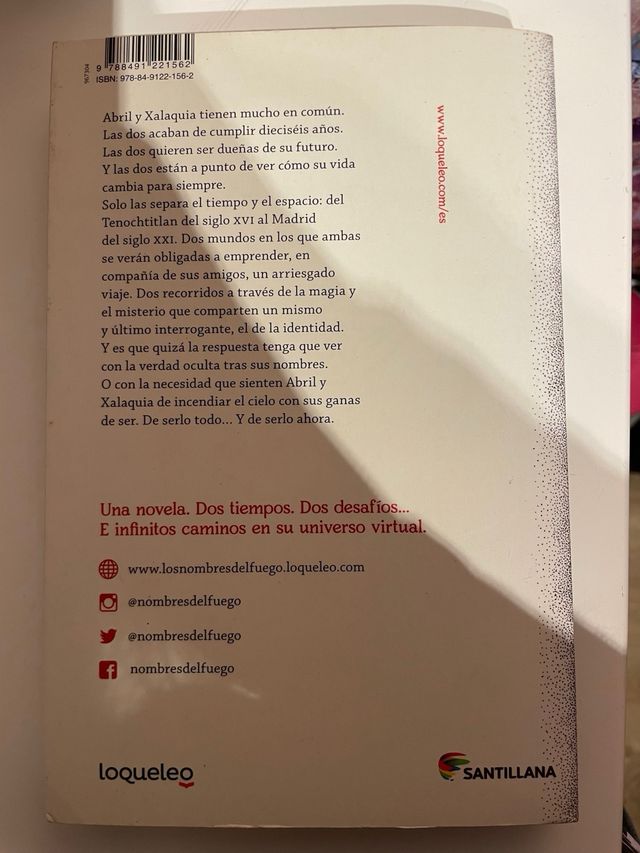 9 788491 221562
967304
ISBN: 978-84-9122-156-2
www.loqueleo.com/es
Abril y Xalaquia tienen mucho en común.
Las dos acaban de cumplir dieciséis años.
Las dos quieren ser dueñas de su futuro.
Y las dos están a punto de ver cómo su vida
cambia para siempre.
Solo las separa el tiempo y el espacio: del
Tenochtitlan del siglo XVI al Madrid
del siglo XXI. Dos mundos en los que ambas
se verán obligadas a emprender, en
compañía de sus amigos, un arriesgado
viaje. Dos recorridos a través de la magia y
el misterio que comparten un mismo
y último interrogante, el de la identidad.
Y es que quizá la respuesta tenga que ver
con la verdad oculta tras sus nombres.
O con la necesidad que sienten Abril y
Xalaquia de incendiar el cielo con sus ganas
de ser. De serlo todo... Y de serlo ahora.
Una novela. Dos tiempos. Dos desafíos...
E infinitos caminos en su universo virtual.
www.losnombresdelfuego.loqueleo.com
@nombresdelfuego
@nombresdelfuego
nombresdelfuego
loqueleo
SANTILLANA